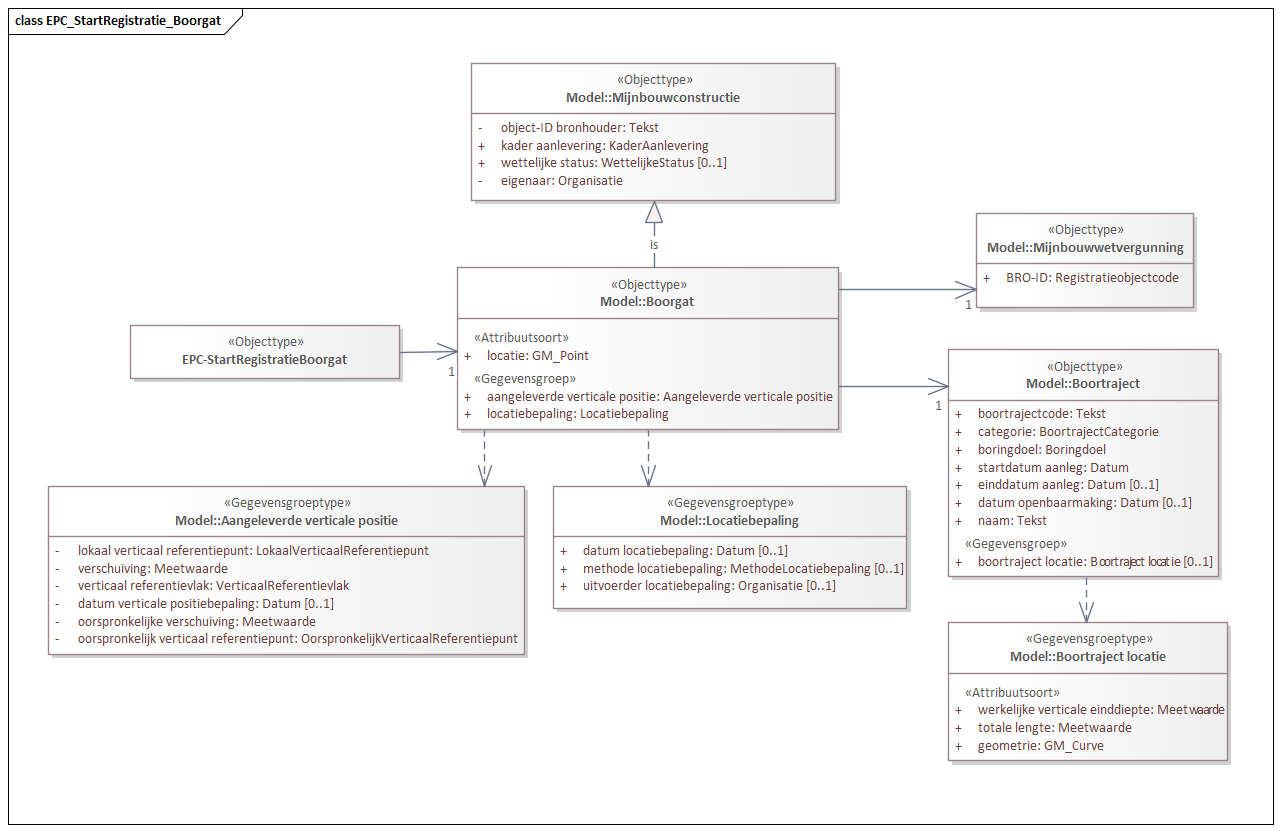 class EPC_StartRegistratie_Boorgat
«Objecttype»
Model::Mijnbouwconstructie
- object-ID bronhouder: Tekst
+ kader aanlevering: KaderAanlevering
+ wettelijke status: WettelijkeStatus [0..1]
- eigenaar: Organisatie
is
«Objecttype»
Model::Mijnbouwwetvergunning
+ BRO-ID: Registratieobjectcode
1
«Objecttype»
Model::Boorgat
«Attribuutsoort»
+ locatie: GM_Point
«Gegevensgroep»
+ aangeleverde verticale positie: Aangeleverde verticale positie
+ locatiebepaling: Locatiebepaling
«Objecttype»
EPC-StartRegistratieBoorgat
1
«Objecttype»
Model::Boortraject
+ boortrajectcode: Tekst
+ categorie: BoortrajectCategorie
+ boringdoel: Boringdoel
+ startdatum aanleg: Datum
+ einddatum aanleg: Datum [0..1]
+ datum openbaarmaking: Datum [0..1]
+ naam: Tekst
«Gegevensgroep»
+ boortraject locatie: Boortraject locatie [0..1]
1
«Gegevensgroeptype»
Model::Aangeleverde verticale positie
- lokaal verticaal referentiepunt: LokaalVerticaalReferentiepunt
- verschuiving: Meetwaarde
- verticaal referentievlak: VerticaalReferentievlak
- datum verticale positiebepaling: Datum [0..1]
- oorspronkelijke verschuiving: Meetwaarde
- oorspronkelijk verticaal referentiepunt: OorspronkelijkVerticaalReferentiepunt
«Gegevensgroeptype»
Model::Locatiebepaling
+ datum locatiebepaling: Datum [0..1]
+ methode locatiebepaling: MethodeLocatiebepaling [0..1]
+ uitvoerder locatiebepaling: Organisatie [0..1]
«Gegevensgroeptype»
Model::Boortraject locatie
«Attribuutsoort»
+ werkelijke verticale einddiepte: Meetwaarde
+ totale lengte: Meetwaarde
+ geometrie: GM_Curve